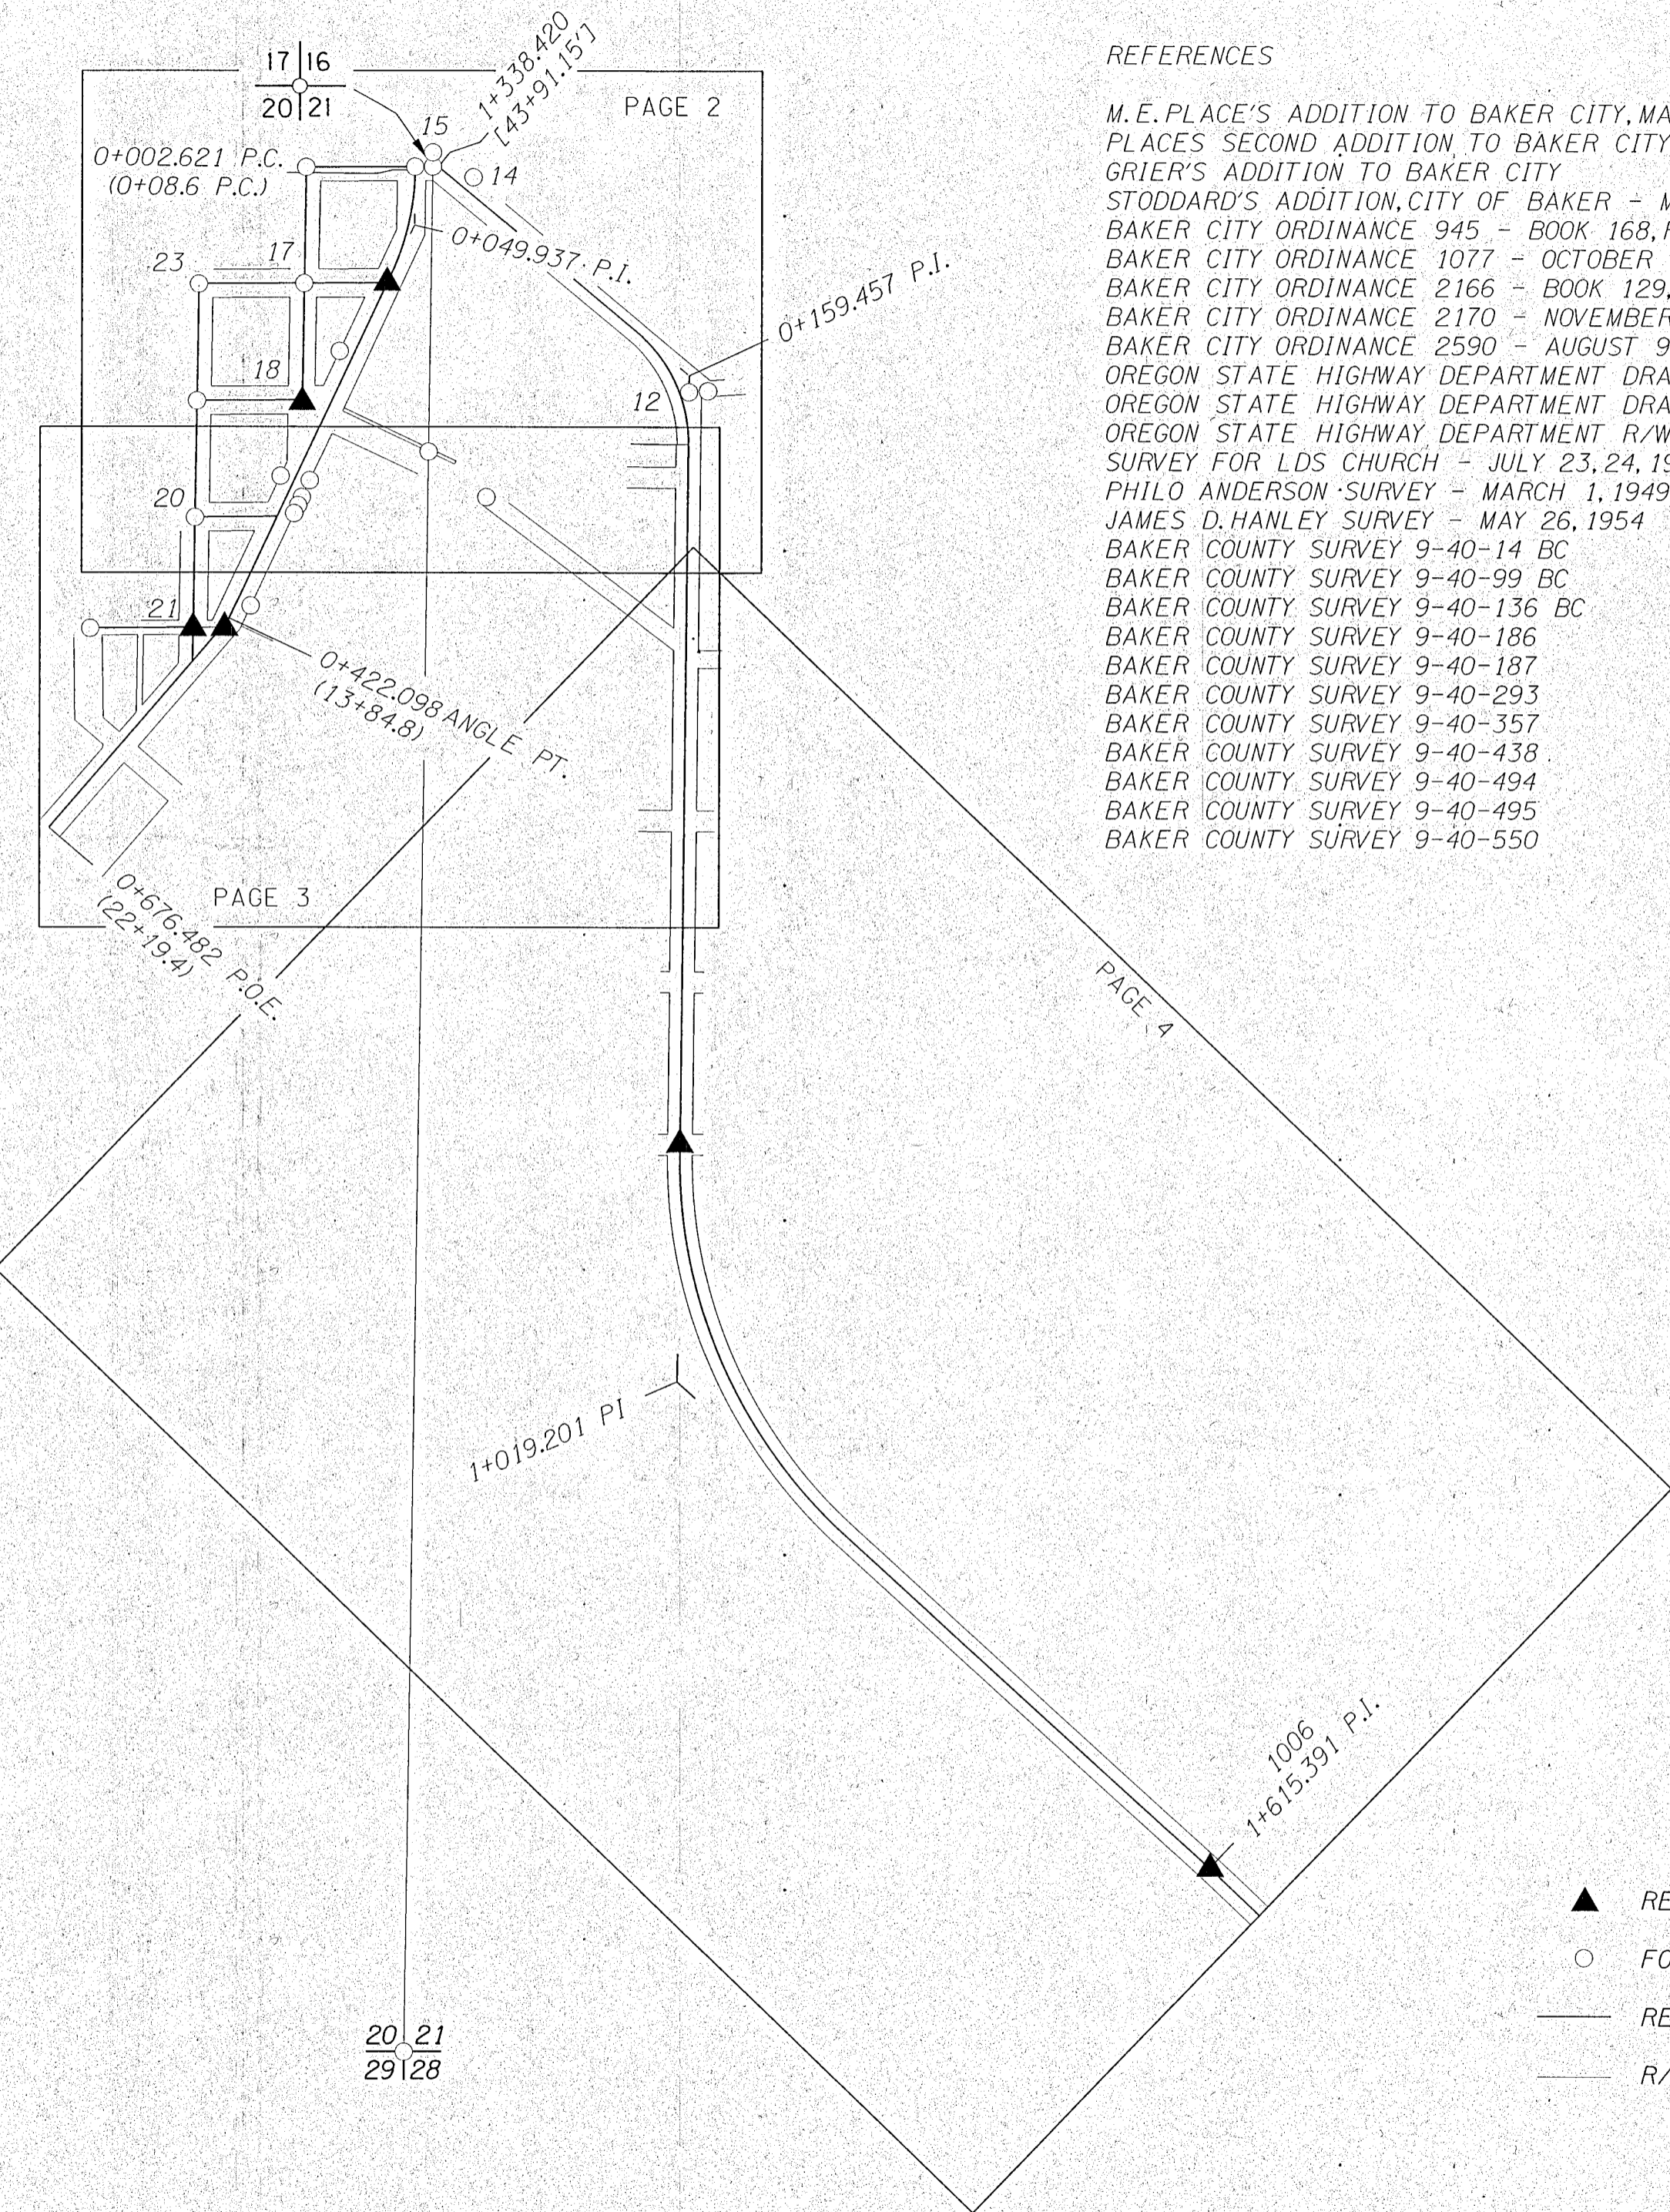 17 16
20 21
PAGE 2
1+338.420
[43+91.15']
15
14
0+002.621 P.C.
(0+08.6 P.C.)
0+049.937 P.I.
23
17
0+159.457 P.I.
18
12
20
21
0+422.098 ANGLE PT.
(13+84.8)
PAGE 3
0+676.482 P.O.E.
(22+19.4)
PAGE 4
1+019.201 PI
1006
1+615.391 P.I.
20 21
29 28
REFERENCES
M.E. PLACE'S ADDITION TO BAKER CITY, MA
PLACES SECOND ADDITION TO BAKER CITY
GRIER'S ADDITION TO BAKER CITY
STODDARD'S ADDITION, CITY OF BAKER - M
BAKER CITY ORDINANCE 945 - BOOK 168,
BAKER CITY ORDINANCE 1077 - OCTOBER
BAKER CITY ORDINANCE 2166 - BOOK 129,
BAKER CITY ORDINANCE 2170 - NOVEMBER
BAKER CITY ORDINANCE 2590 - AUGUST 9
OREGON STATE HIGHWAY DEPARTMENT DRA
OREGON STATE HIGHWAY DEPARTMENT DRA
OREGON STATE HIGHWAY DEPARTMENT R/W
SURVEY FOR LDS CHURCH - JULY 23,24, 19
PHILO ANDERSON SURVEY - MARCH 1, 1949
JAMES D. HANLEY SURVEY - MAY 26, 1954
BAKER COUNTY SURVEY 9-40-14 BC
BAKER COUNTY SURVEY 9-40-99 BC
BAKER COUNTY SURVEY 9-40-136 BC
BAKER COUNTY SURVEY 9-40-186
BAKER COUNTY SURVEY 9-40-187
BAKER COUNTY SURVEY 9-40-293
BAKER COUNTY SURVEY 9-40-357
BAKER COUNTY SURVEY 9-40-438
BAKER COUNTY SURVEY 9-40-494
BAKER COUNTY SURVEY 9-40-495
BAKER COUNTY SURVEY 9-40-550
RE
FO
RE
R/